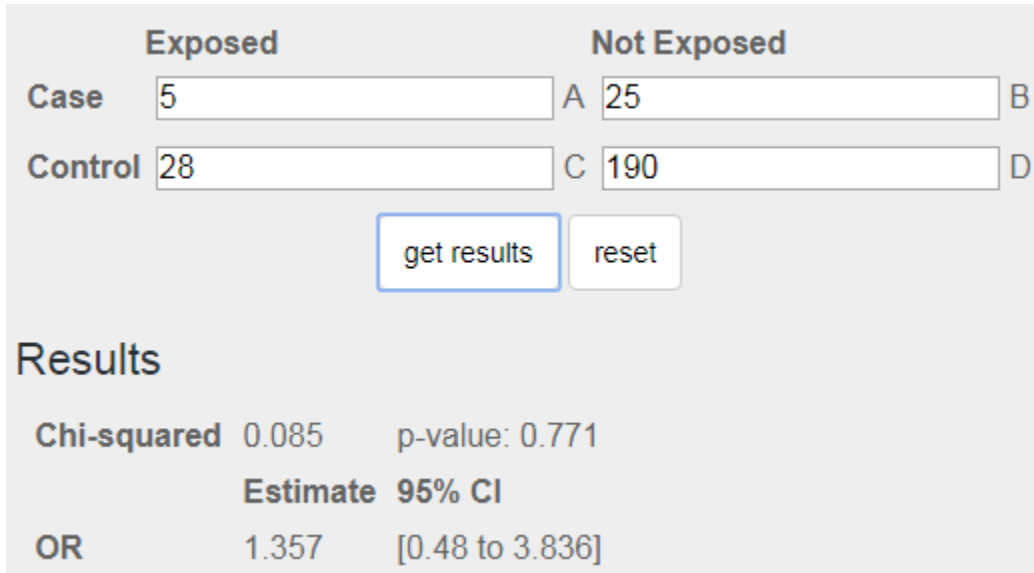 Exposed Not Exposed
Case 5 A 25 B
Control 28 C 190 D
get results reset
Results
Chi-squared 0.085 p-value: 0.771
Estimate 95% CI
OR 1.357 [0.48 to 3.836]